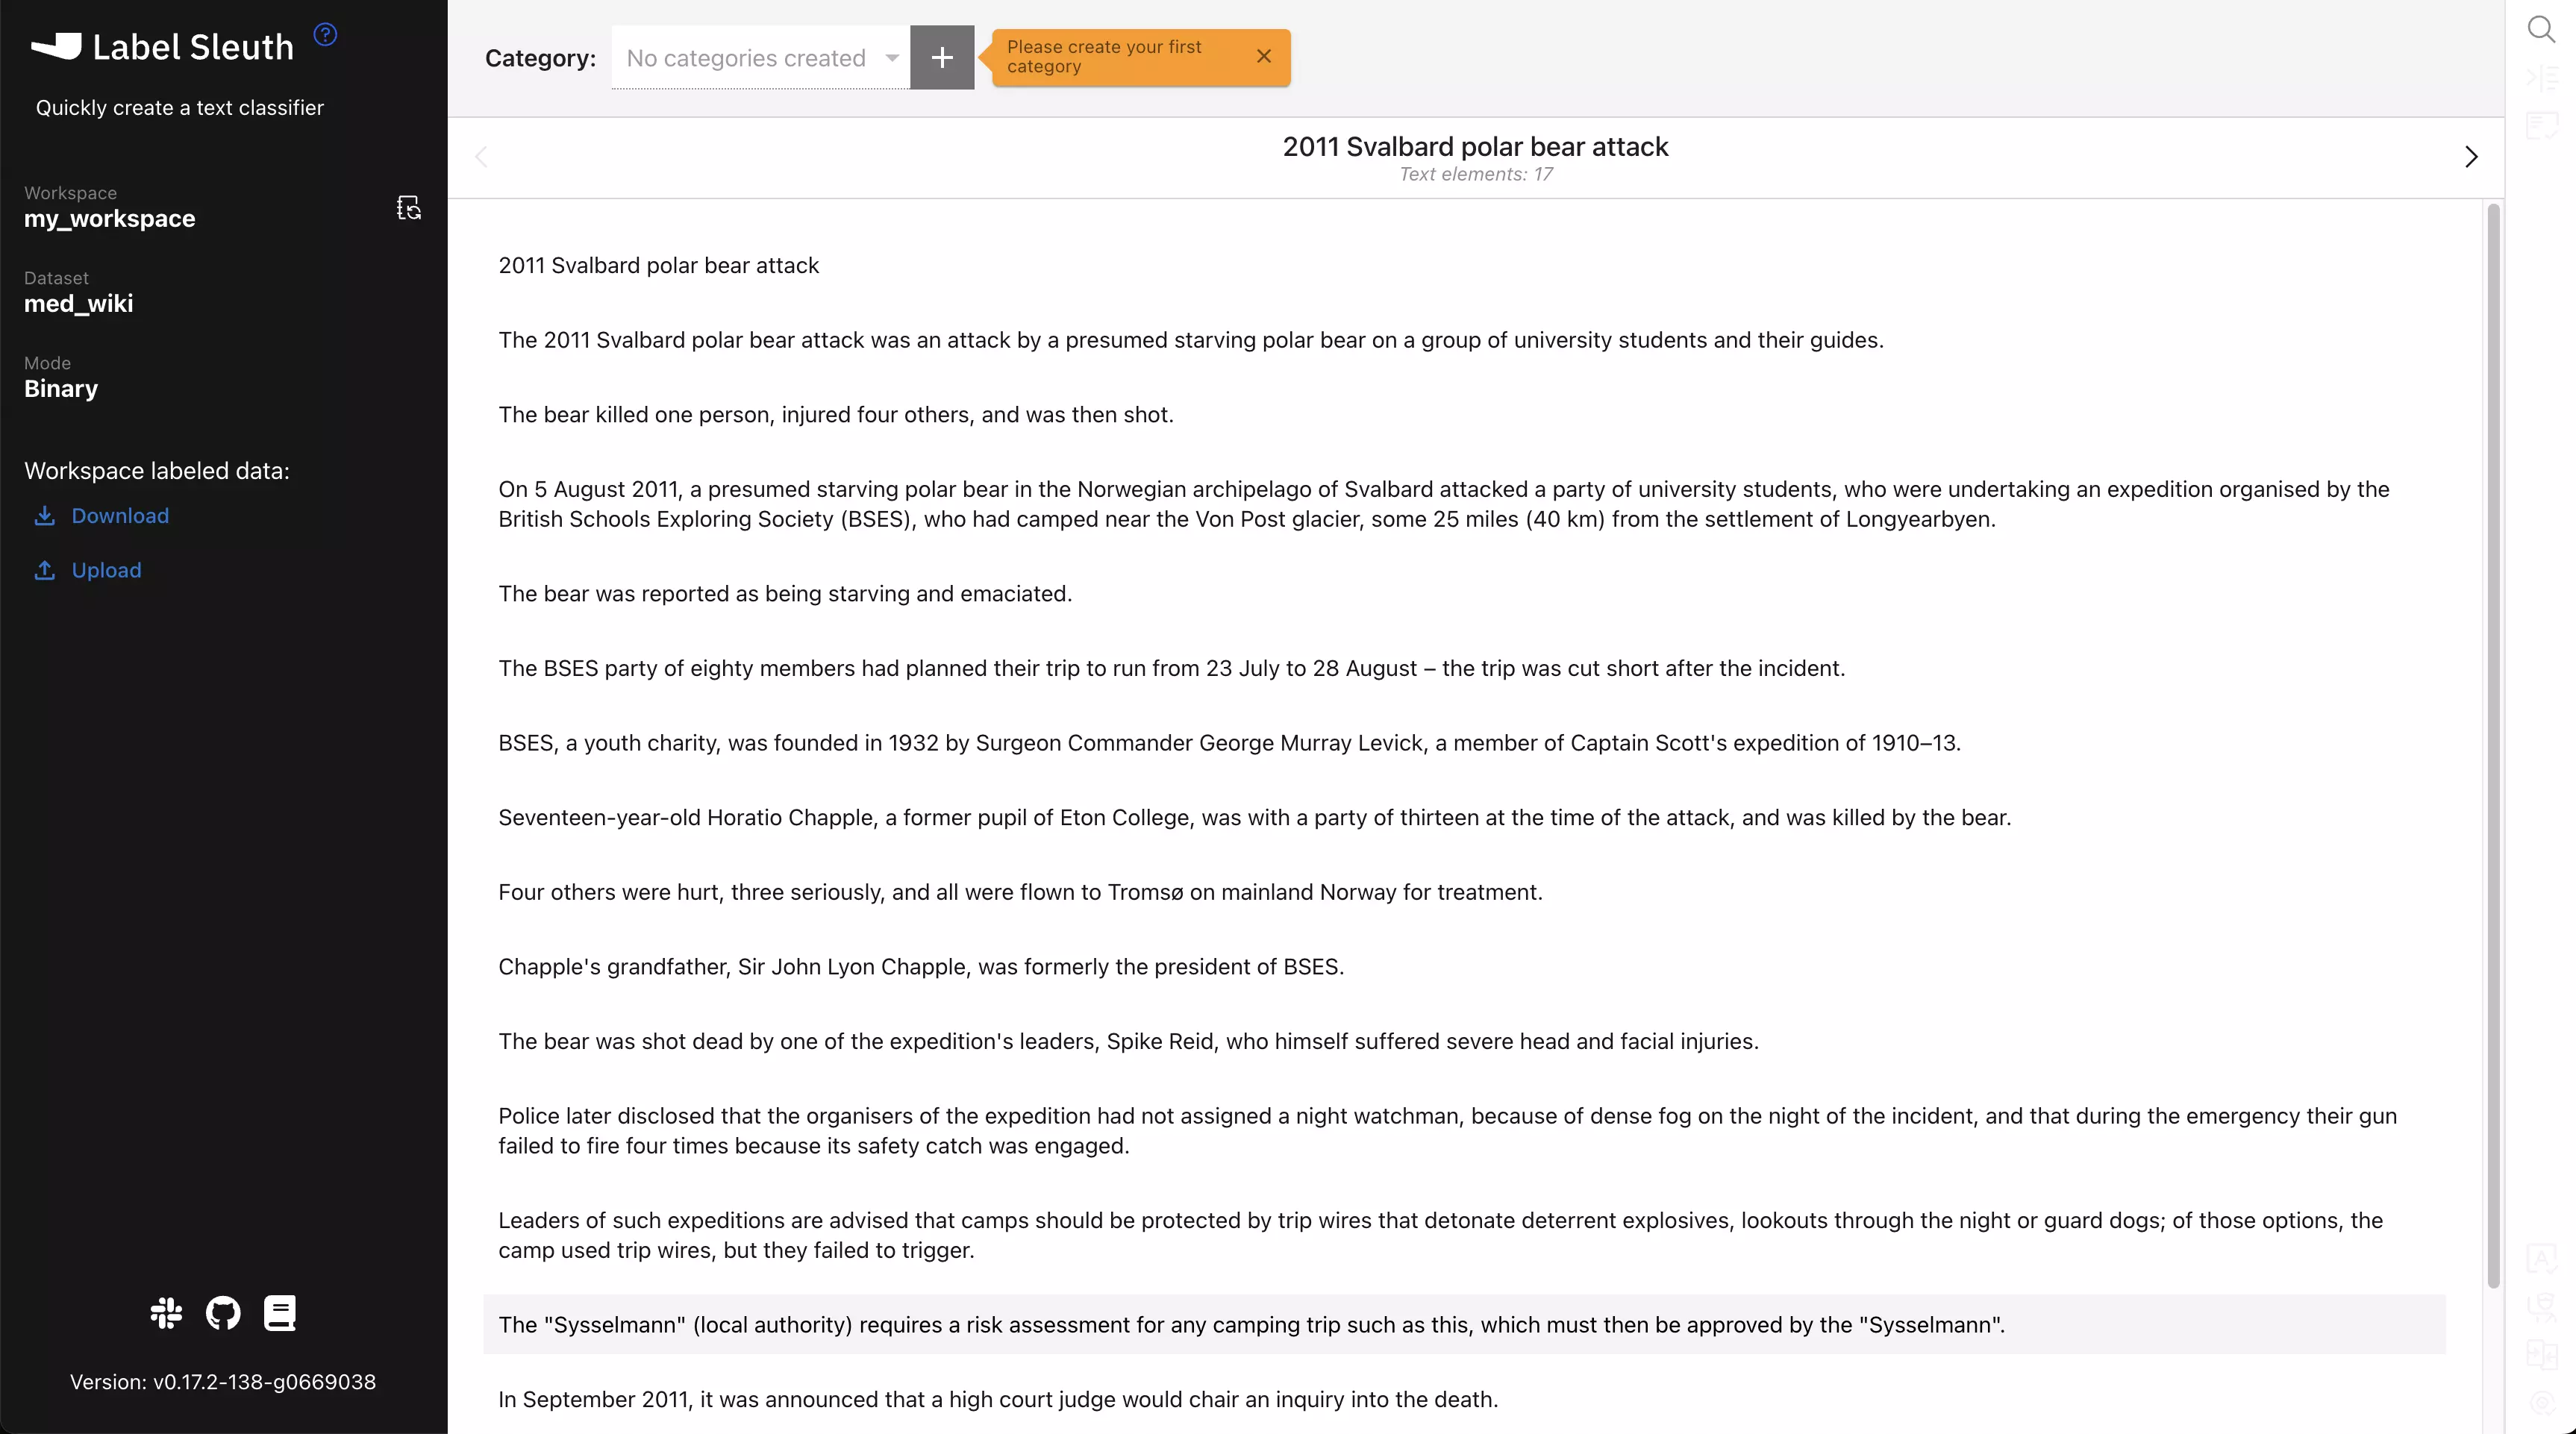 Label Sleuth
Quickly create a text classifier
Workspace
my_workspace
Dataset
med_wiki
Mode
Binary
Workspace labeled data:
Download
Upload
Version: v0.17.2-138-g0669038
Category:
No categories created
Please create your first
category
2011 Svalbard polar bear attack
Text elements: 17
2011 Svalbard polar bear attack
The 2011 Svalbard polar bear attack was an attack by a presumed starving polar bear on a group of university students and their guides.
The bear killed one person, injured four others, and was then shot.
On 5 August 2011, a presumed starving polar bear in the Norwegian archipelago of Svalbard attacked a party of university students, who were undertaking an expedition organised by the
British Schools Exploring Society (BSES), who had camped near the Von Post glacier, some 25 miles (40 km) from the settlement of Longyearbyen.
The bear was reported as being starving and emaciated.
The BSES party of eighty members had planned their trip to run from 23 July to 28 August – the trip was cut short after the incident.
BSES, a youth charity, was founded in 1932 by Surgeon Commander George Murray Levick, a member of Captain Scott's expedition of 1910–13.
Seventeen-year-old Horatio Chapple, a former pupil of Eton College, was with a party of thirteen at the time of the attack, and was killed by the bear.
Four others were hurt, three seriously, and all were flown to Tromsø on mainland Norway for treatment.
Chapple's grandfather, Sir John Lyon Chapple, was formerly the president of BSES.
The bear was shot dead by one of the expedition's leaders, Spike Reid, who himself suffered severe head and facial injuries.
Police later disclosed that the organisers of the expedition had not assigned a night watchman, because of dense fog on the night of the incident, and that during the emergency their gun
failed to fire four times because its safety catch was engaged.
Leaders of such expeditions are advised that camps should be protected by trip wires that detonate deterrent explosives, lookouts through the night or guard dogs; of those options, the
camp used trip wires, but they failed to trigger.
The "Sysselmann" (local authority) requires a risk assessment for any camping trip such as this, which must then be approved by the "Sysselmann".
In September 2011, it was announced that a high court judge would chair an inquiry into the death.